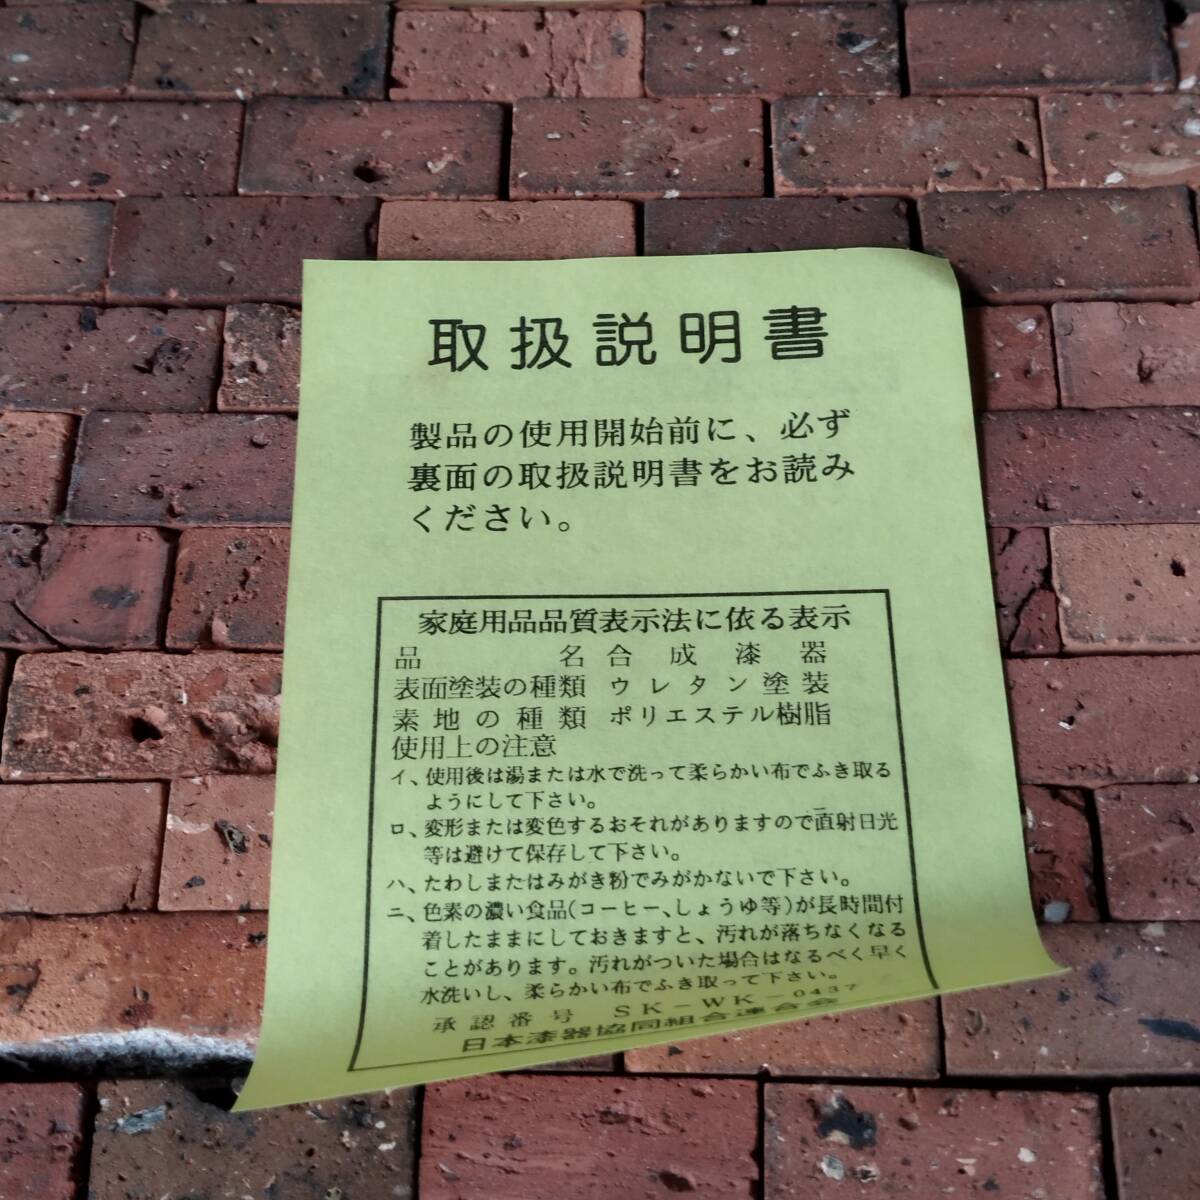 取扱説明書
製品の使用開始前に、必ず
裏面の取扱説明書をお読み
ください。
家庭用品品質表示法に依る表示
品名 合成漆器
表面塗装の種類 ウレタン塗装
素地の種類 ポリエステル樹脂
使用上の注意
イ、使用後は湯または水で洗って柔らかい布でふき取る
ようにして下さい。
ロ、変形または変色するおそれがありますので直射日光
等は避けて保存して下さい。
ハ、たわしまたはみがき粉でみがかないで下さい。
ニ、色素の濃い食品(コーヒー、しょうゆ等)が長時間付
着したままにしておきますと、汚れが落ちなくなる
ことがあります。汚れがついた場合はなるべく早く
水洗いし、柔らかい布でふき取って下さい。
承認番号 SK－WK－0437
日本漆器協同組合連合会